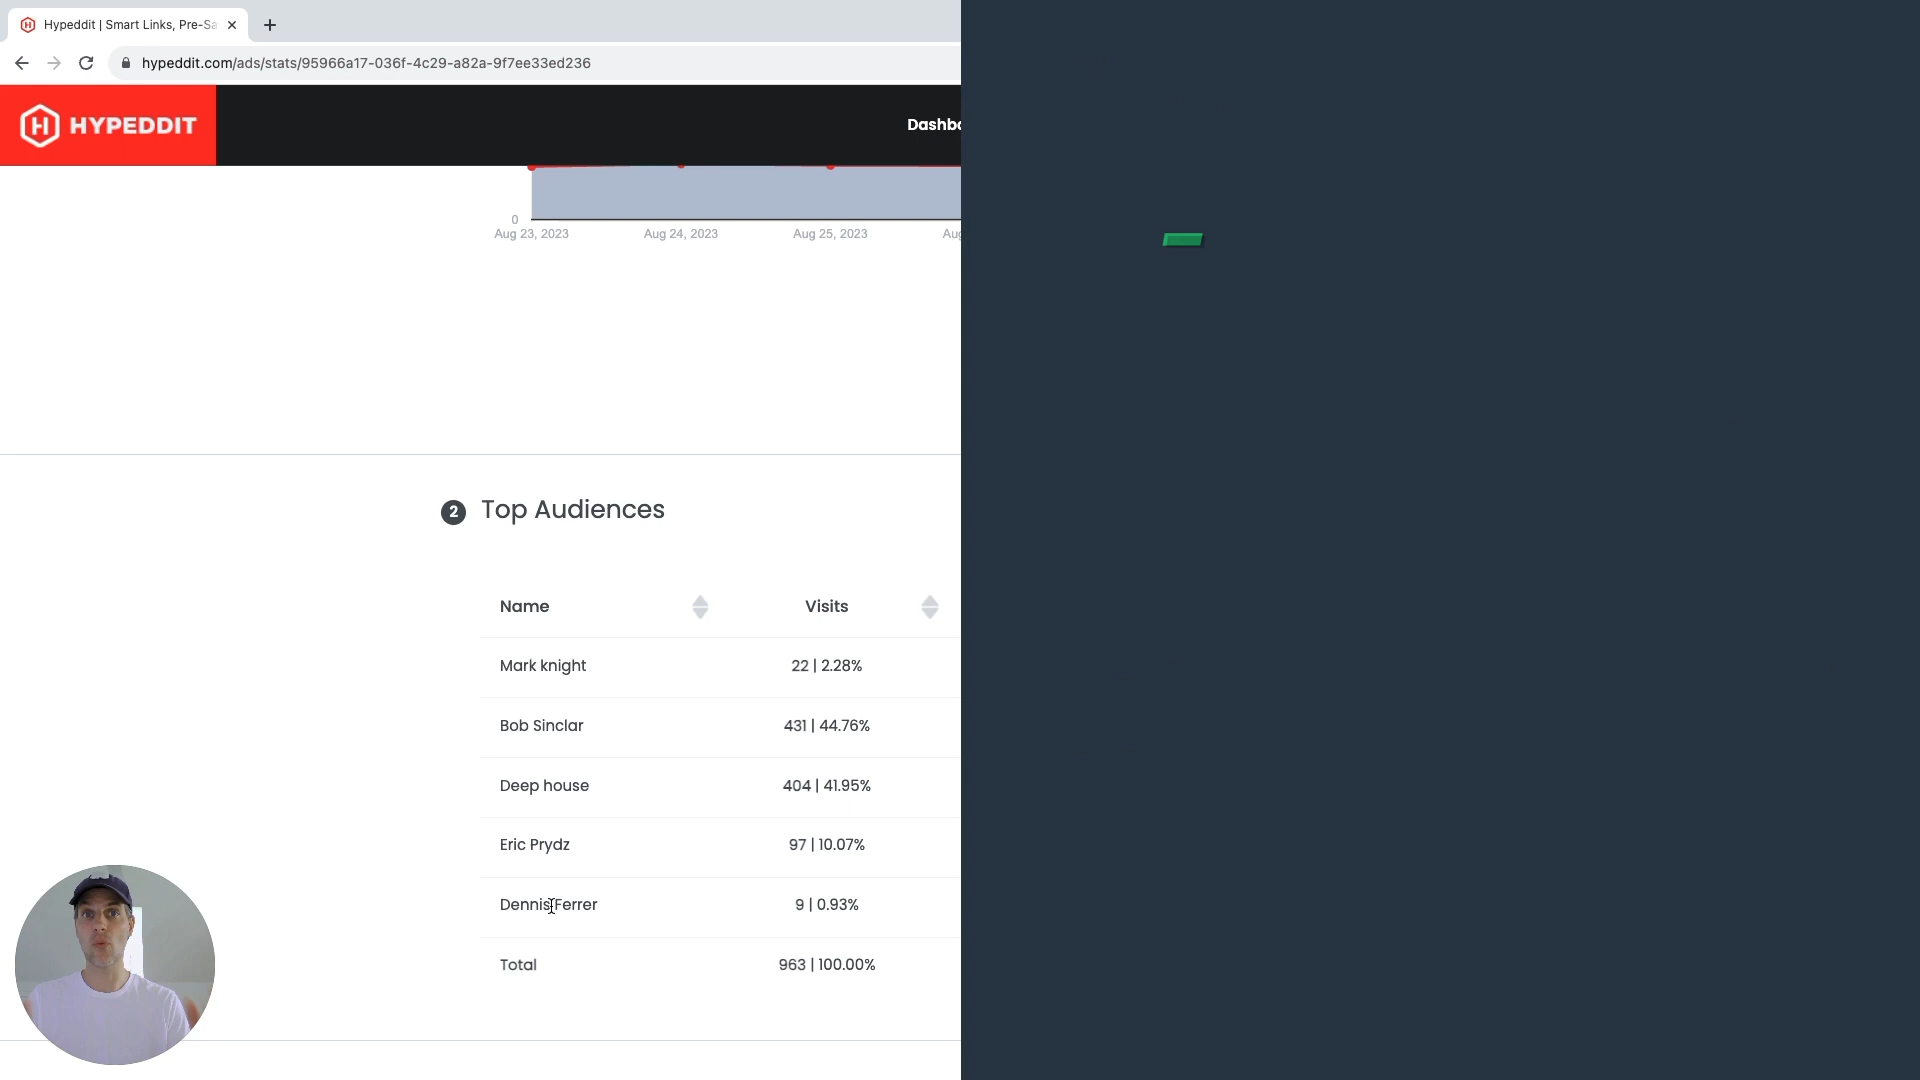 Hypeddit | Smart Links, Pre-Sa
hypeddit.com/ads/stats/95966a17-036f-4c29-a82a-9f7ee33ed236
HYPEDDIT
Dashbo
0
Aug 23, 2023 Aug 24, 2023 Aug 25, 2023 Aug
2 Top Audiences
Name Visits
Mark knight 22 | 2.28%
Bob Sinclar 431 | 44.76%
Deep house 404 | 41.95%
Eric Prydz 97 | 10.07%
Dennis Ferrer 9 | 0.93%
Total 963 | 100.00%